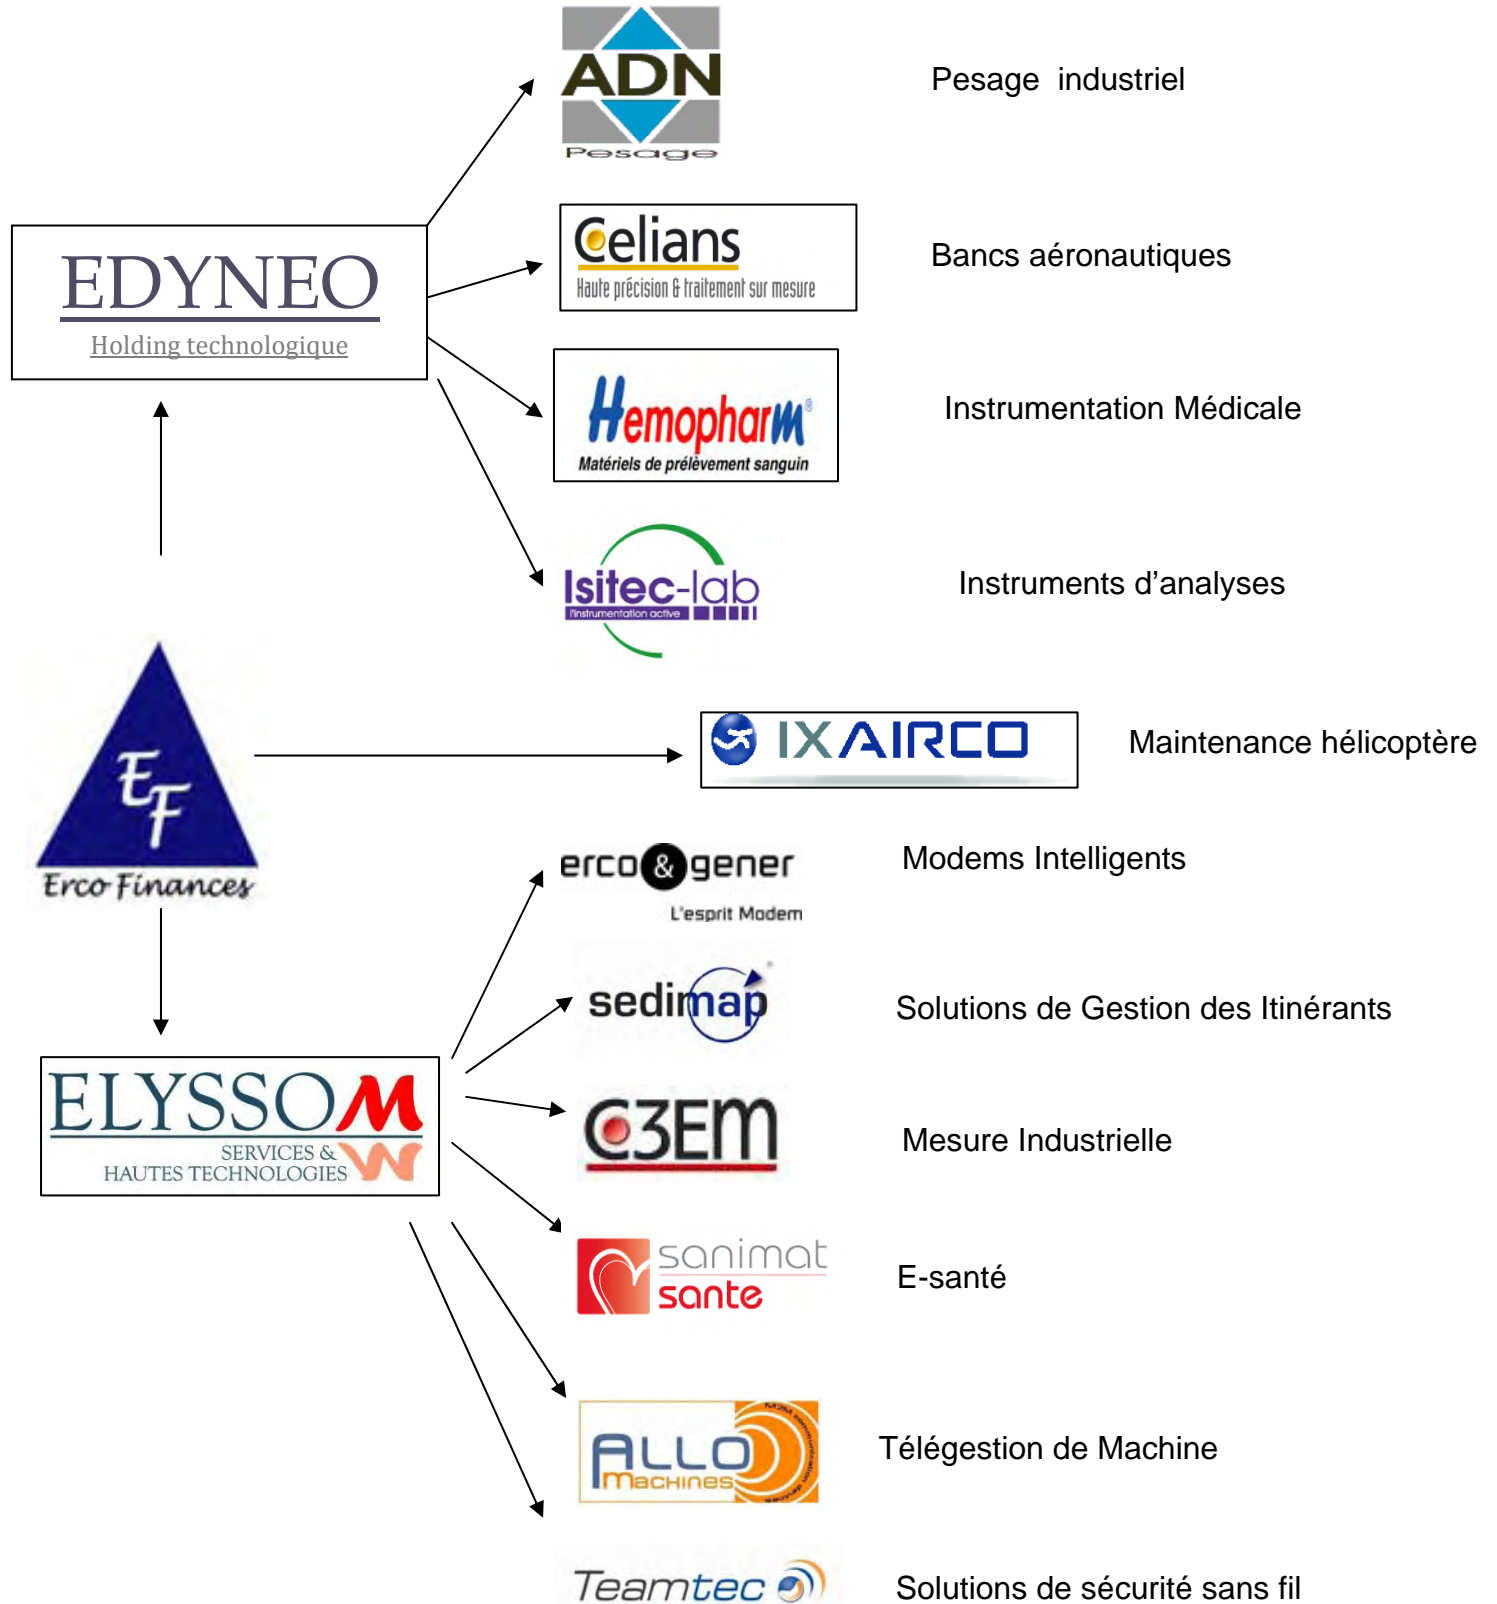 ADN
Pesage
Pesage industriel
Celians
Haute précision & traitement sur mesure
Bancs aéronautiques
EDYNEO
Holding technologique
Hemopharm®
Matériels de prélèvement sanguin
Instrumentation Médicale
Isitec-lab
l'instrumentation active
Instruments d’analyses
EF
Erco Finances
IXAIRCO
Maintenance hélicoptère
erco & gener
L'esprit Modem
Modems Intelligents
sedimap®
Solutions de Gestion des Itinérants
ELYSSOM
SERVICES &
HAUTES TECHNOLOGIES
C3EM
Mesure Industrielle
sanimat
sante
E-santé
ALLO
MACHINES
M2M communication devices
Télégestion de Machine
Teamtec
Solutions de sécurité sans fil